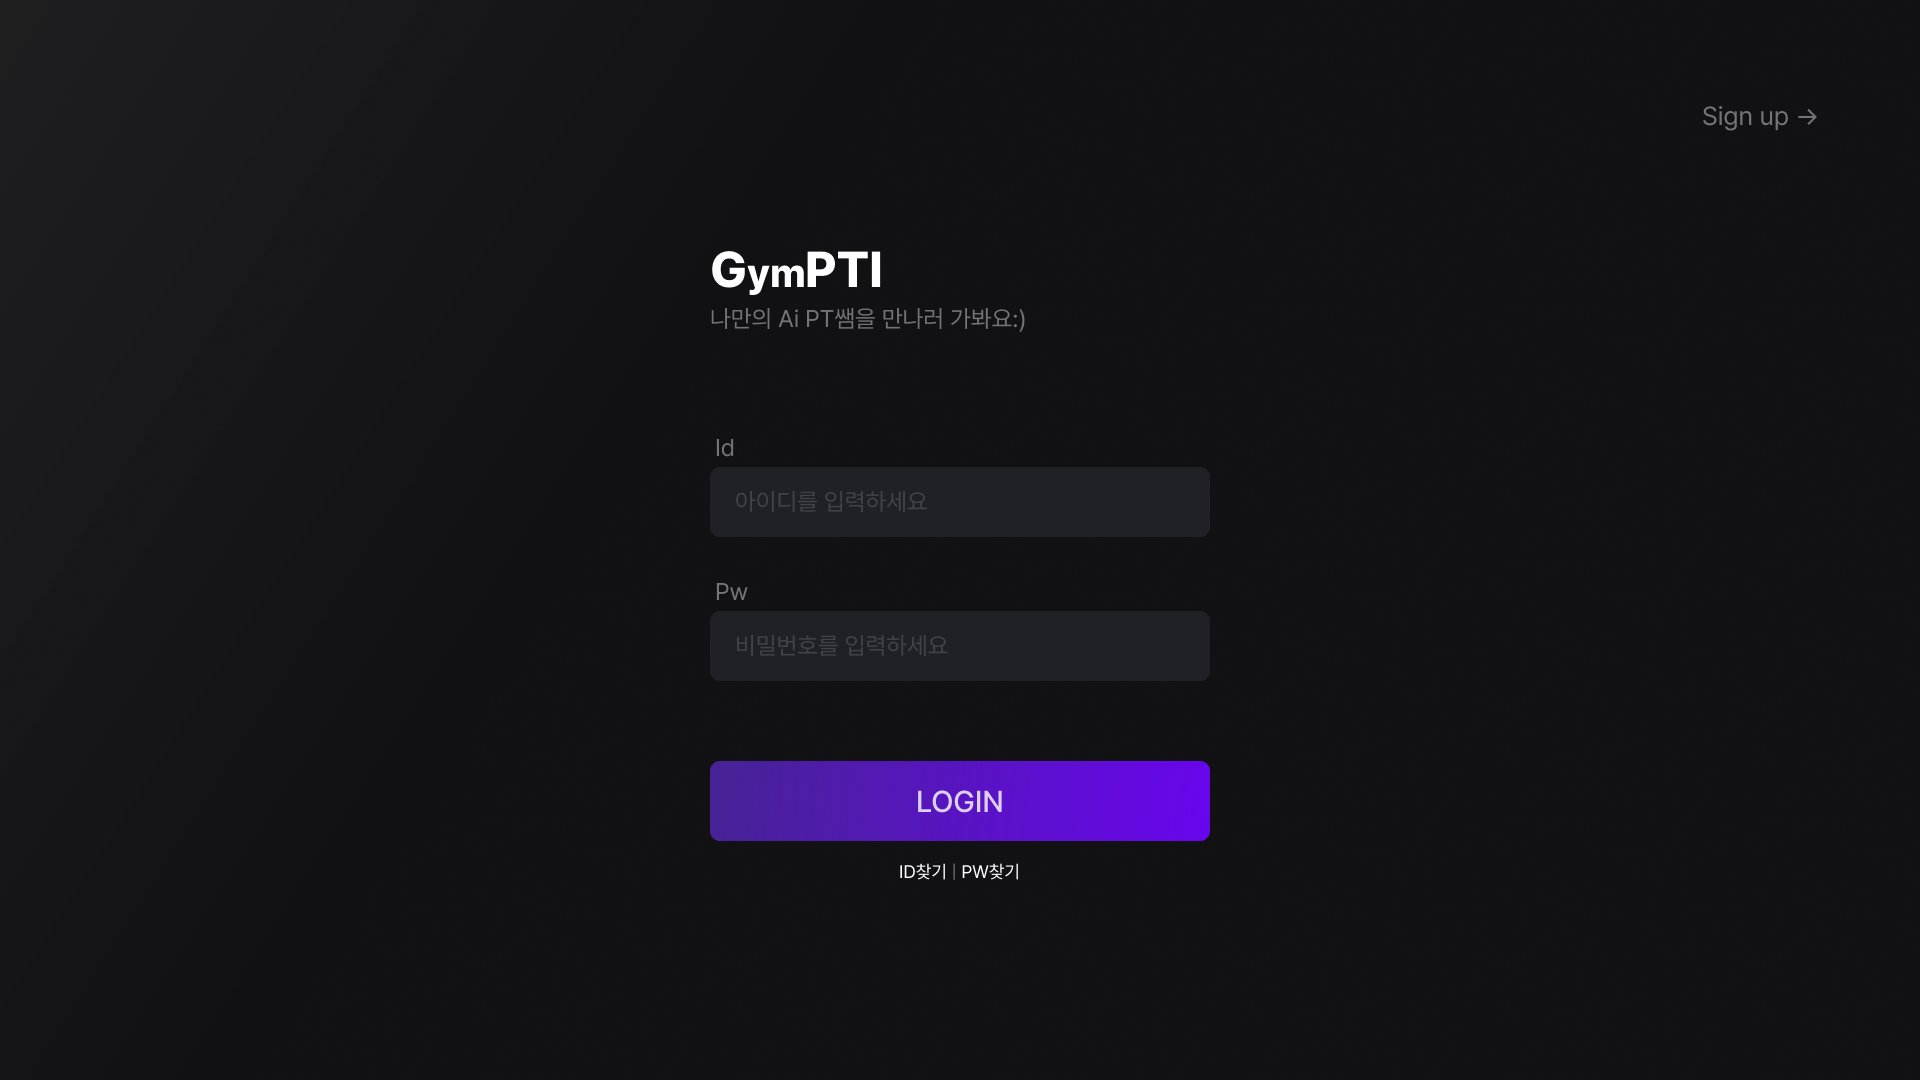 Sign up →
GymPTI
나만의 Ai PT쌤을 만나러 가봐요:)
Id
아이디를 입력하세요
Pw
비밀번호를 입력하세요
LOGIN
ID찾기 | PW찾기